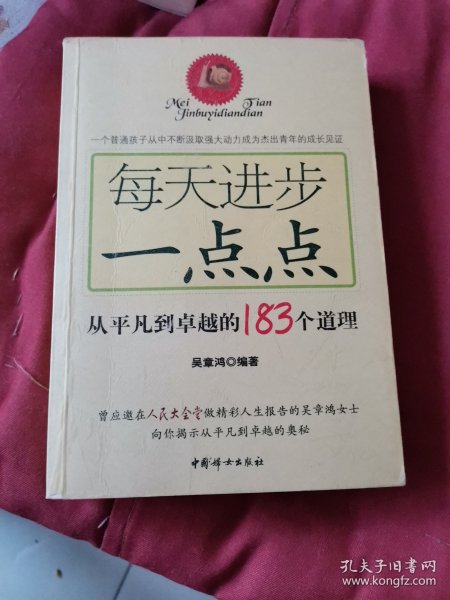 Mei Tian
Jinbuyidiandian
一个普通孩子从中不断汲取强大动力成为杰出青年的成长见证
每天进步
一点点
从平凡到卓越的183个道理
吴章鸿◎编著
曾应邀在人民大会堂做精彩人生报告的吴章鸿女士
向你揭示从平凡到卓越的奥秘
中国妇女出版社
孔夫子旧书网
www.kongfz.com